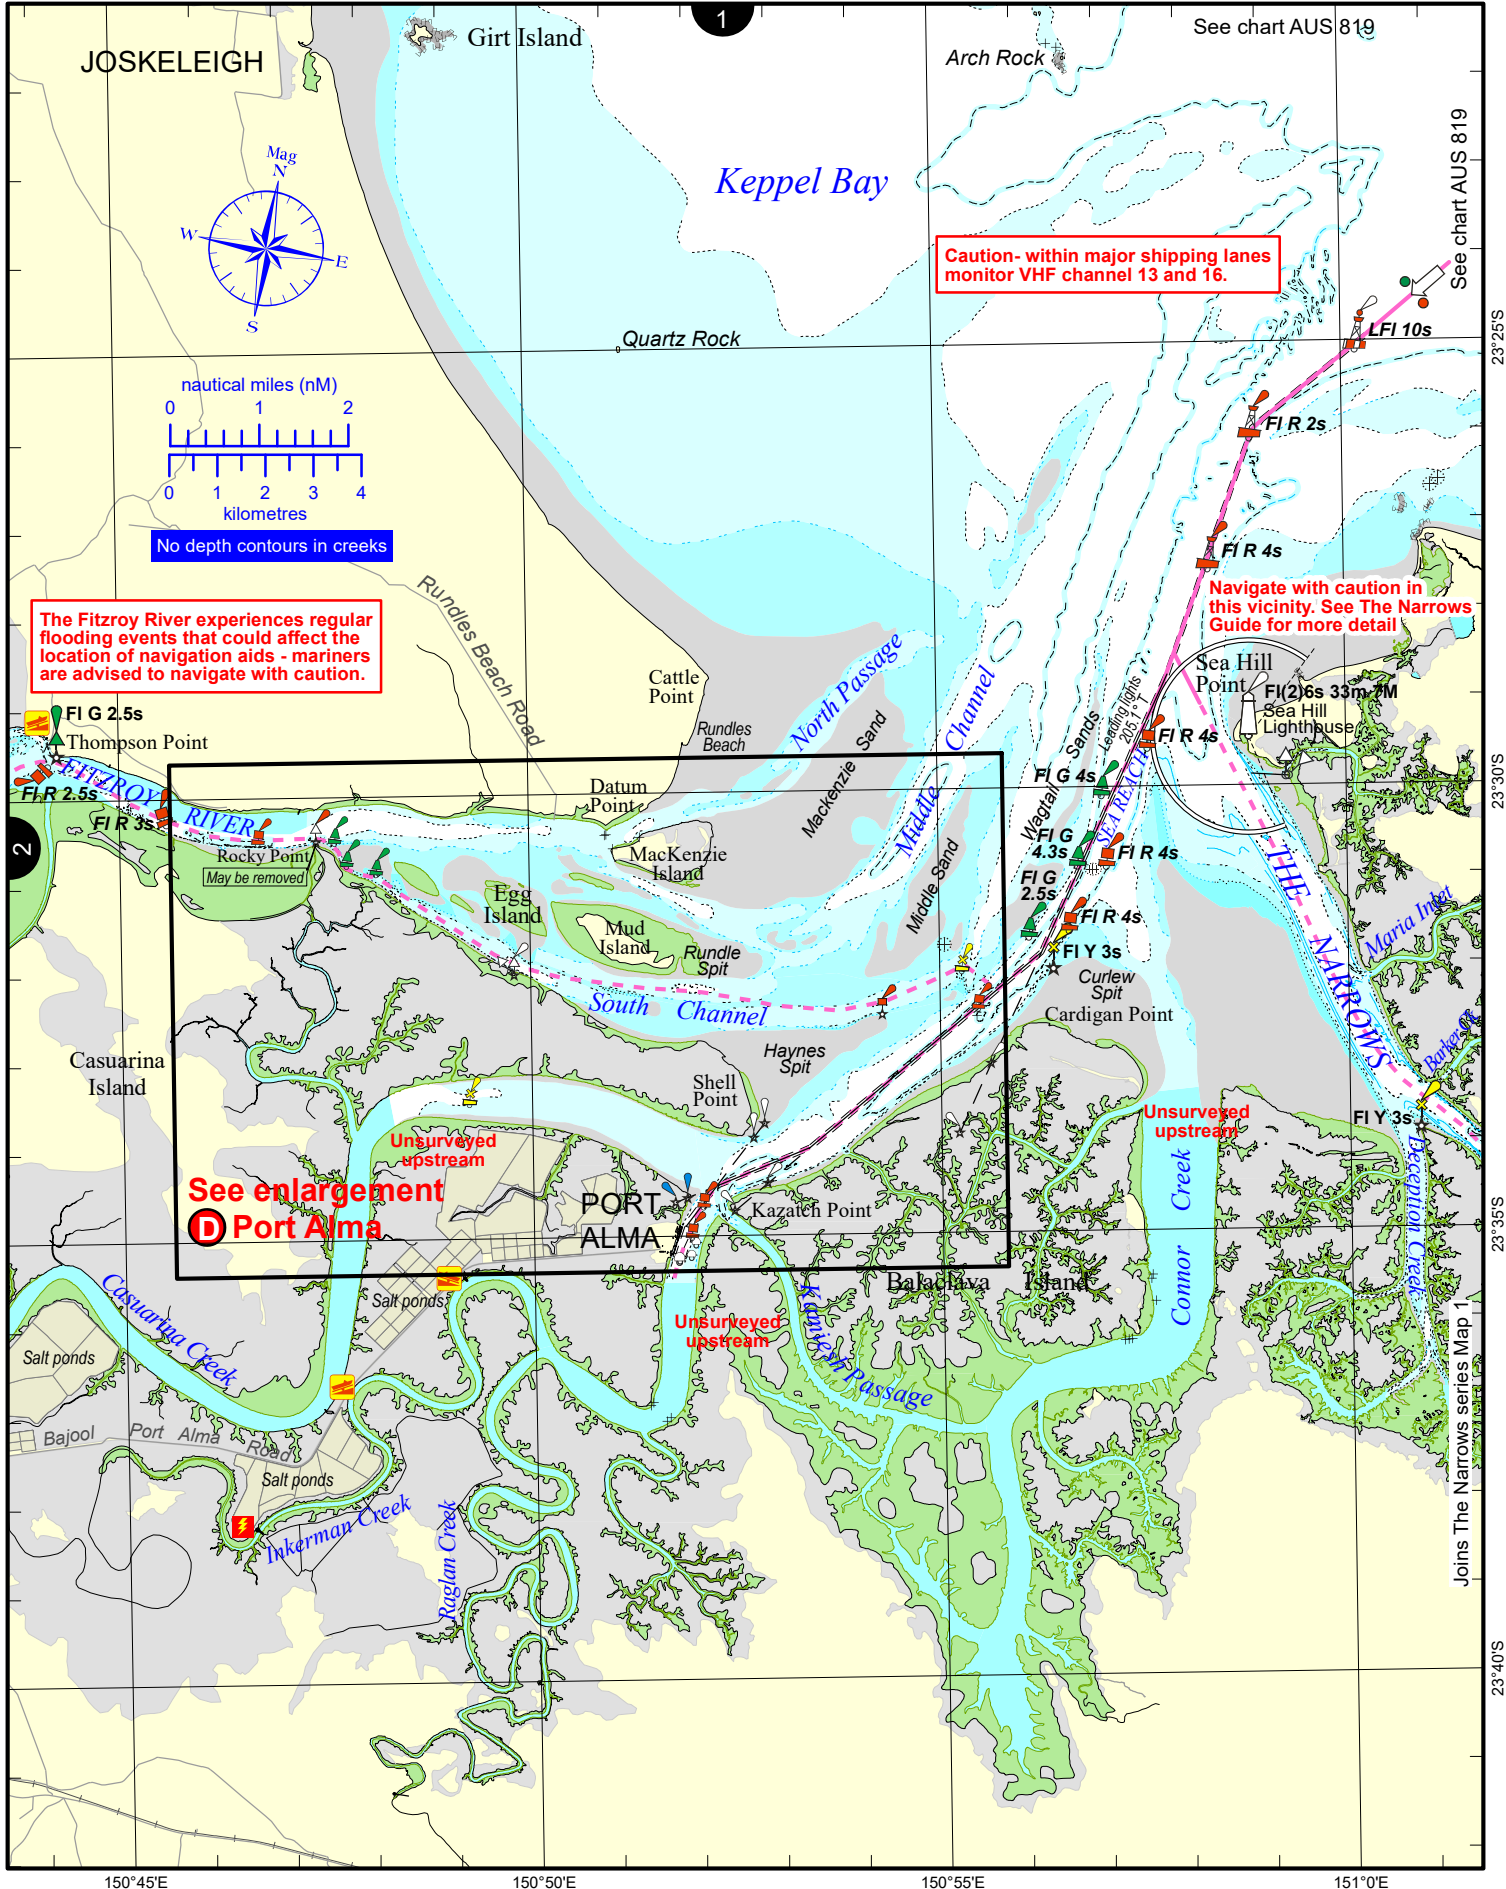 1
See chart AUS 819
Girt Island
JOSKELEIGH
Arch Rock
Mag
N
W
E
S
Keppel Bay
See chart AUS 819
Caution- within major shipping lanes
monitor VHF channel 13 and 16.
LFl 10s
23°25'S
Quartz Rock
nautical miles (nM)
0 1 2
0 1 2 3 4
kilometres
No depth contours in creeks
Fl R 2s
Fl R 4s
Rundles Beach Road
Navigate with caution in
this vicinity. See The Narrows
Guide for more detail
The Fitzroy River experiences regular
flooding events that could affect the
location of navigation aids - mariners
are advised to navigate with caution.
Cattle
Point
North Passage
Sea Hill
Point
Fl(2)6s 33m 7M
Sea Hill
Lighthouse
Fl G 2.5s
Thompson Point
Rundles
Beach
Mackenzie Sand
Middle Channel
Wagtail Sands
Leading lights
205.1° T
SEA REACH
Fl R 4s
Fl G 4s
FITZROY RIVER
Fl R 2.5s
Fl R 3s
Datum
Point
23°30'S
2
Rocky Point
May be removed
MacKenzie
Island
Fl G
4.3s
Fl R 4s
Fl G
2.5s
Fl R 4s
Egg
Island
Mud
Island
Rundle
Spit
Middle Sand
Fl Y 3s
Curlew
Spit
Cardigan Point
THE NARROWS
Maria Inlet
Barker Ck
South Channel
Haynes
Spit
Casuarina
Island
Shell
Point
Unsurveyed
upstream
Unsurveyed
upstream
Fl Y 3s
Deception Creek
See enlargement
D Port Alma
PORT
ALMA
Kazatch Point
23°35'S
Connor Creek
Balaclava Island
Casuarina Creek
Salt ponds
Kamiesh Passage
Unsurveyed
upstream
Salt ponds
Joins The Narrows series Map 1
Bajool Port Alma Road
Salt ponds
Inkerman Creek
Raglan Creek
23°40'S
150°45'E
150°50'E
150°55'E
151°0'E